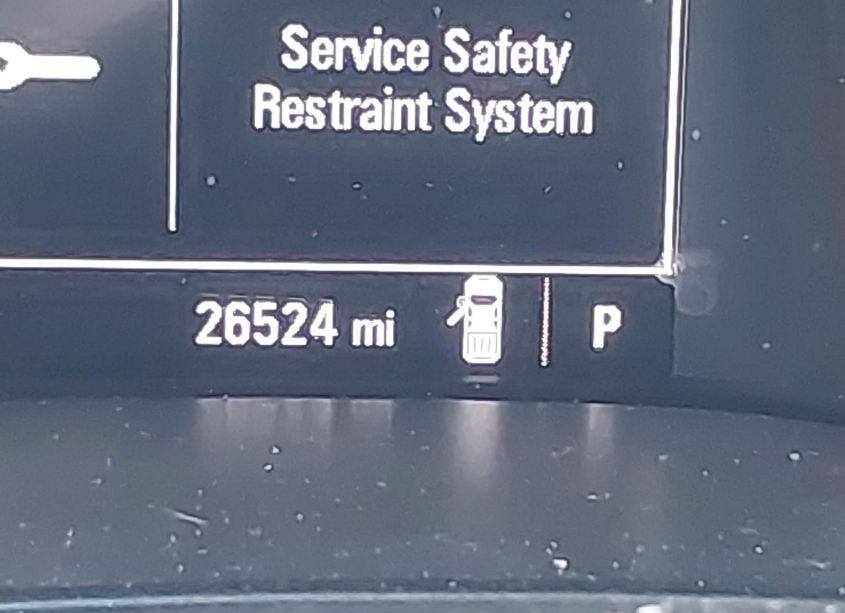 Service Safety
Restraint System
26524 mi P